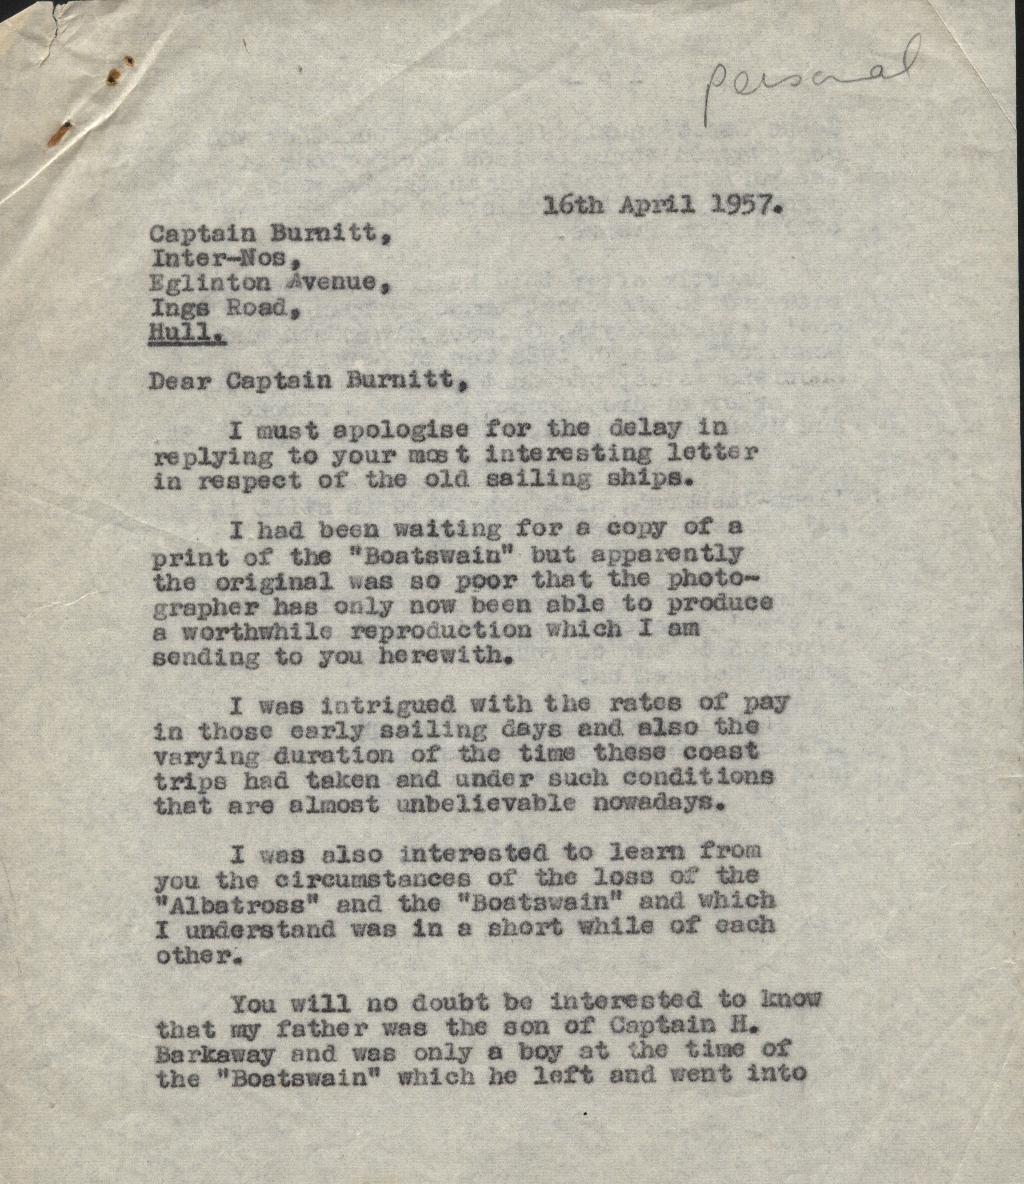 personal
16th April 1957.
Captain Burnitt,
Inter-Nos,
Eglinton Avenue,
Ings Road,
Hull.
Dear Captain Burnitt,
I must apologise for the delay in
replying to your most interesting letter
in respect of the old sailing ships.
I had been waiting for a copy of a
print of the "Boatswain" but apparently
the original was so poor that the photo-
grapher has only now been able to produce
a worthwhile reproduction which I am
sending to you herewith.
I was intrigued with the rates of pay
in those early sailing days and also the
varying duration of the time these coast
trips had taken and under such conditions
that are almost unbelievable nowadays.
I was also interested to learn from
you the circumstances of the loss of the
"Albatross" and the "Boatswain" and which
I understand was in a short while of each
other.
You will no doubt be interested to know
that my father was the son of Captain H.
Barkaway and was only a boy at the time of
the "Boatswain" which he left and went into